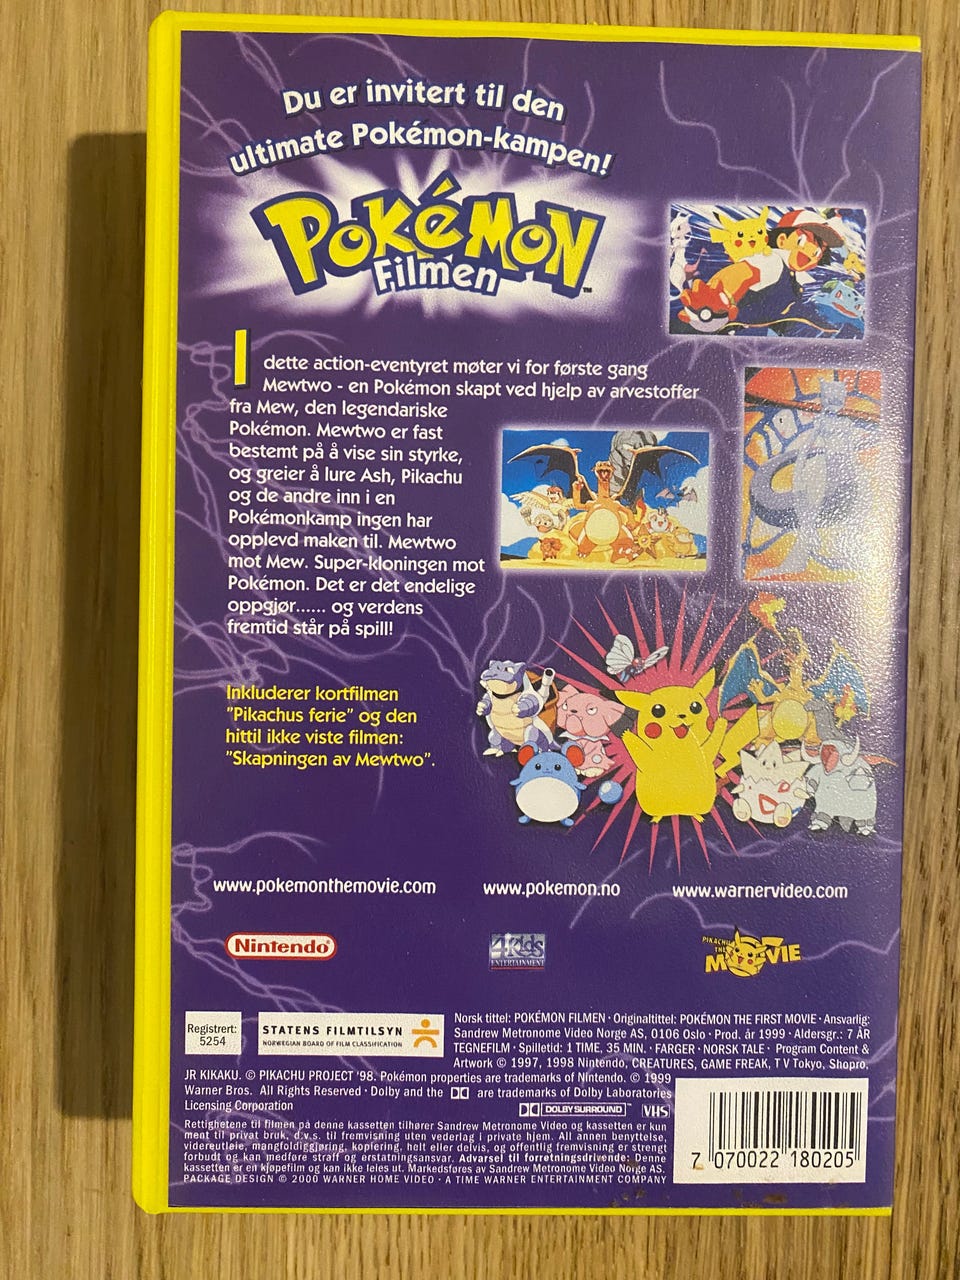 Du er invitert til den
ultimate Pokémon-kampen!
POKéMON
Filmen™
I dette action-eventyret møter vi for første gang
Mewtwo - en Pokémon skapt ved hjelp av arvestoffer
fra Mew, den legendariske
Pokémon. Mewtwo er fast
bestemt på å vise sin styrke,
og greier å lure Ash, Pikachu
og de andre inn i en
Pokémonkamp ingen har
opplevd maken til. Mewtwo
mot Mew. Super-kloningen mot
Pokémon. Det er det endelige
oppgjør...... og verdens
fremtid står på spill!
Inkluderer kortfilmen
"Pikachus ferie" og den
hittil ikke viste filmen:
"Skapningen av Mewtwo".
www.pokemonthemovie.com www.pokemon.no www.warnervideo.com
Nintendo®
4Kids
ENTERTAINMENT
PIKACHU
THE
MOVIE
Registrert:
5254
STATENS FILMTILSYN
NORWEGIAN BOARD OF FILM CLASSIFICATION
Norsk tittel: POKÉMON FILMEN · Originaltittel: POKÉMON THE FIRST MOVIE · Ansvarlig:
Sandrew Metronome Video Norge AS, 0106 Oslo · Prod. år 1999 · Aldersgr.: 7 ÅR
TEGNEFILM · Spilletid: 1 TIME, 35 MIN. · FARGER · NORSK TALE · Program Content &
Artwork © 1997, 1998 Nintendo, CREATURES, GAME FREAK, T V Tokyo, Shopro,
JR KIKAKU. © PIKACHU PROJECT '98. Pokémon properties are trademarks of Nintendo. © 1999
Warner Bros. All Rights Reserved · Dolby and the are trademarks of Dolby Laboratories
Licensing Corporation
DOLBY SURROUND™ VHS
Rettighetene til filmen på denne kassetten tilhører Sandrew Metronome Video og kassetten er kun
ment til privat bruk, d.v.s. til fremvisning uten vederlag i private hjem. All annen benyttelse,
videreutleie, mangfoldiggjøring, kopiering, helt eller delvis, og offentlig fremvisning er strengt
forbudt og kan medføre straff og erstatningsansvar. Advarsel til forretningsdrivende: Denne
kassetten er en kjøpefilm og kan ikke leies ut. Markedsføres av Sandrew Metronome Video Norge AS.
PACKAGE DESIGN © 2000 WARNER HOME VIDEO · A TIME WARNER ENTERTAINMENT COMPANY
7 070022 180205